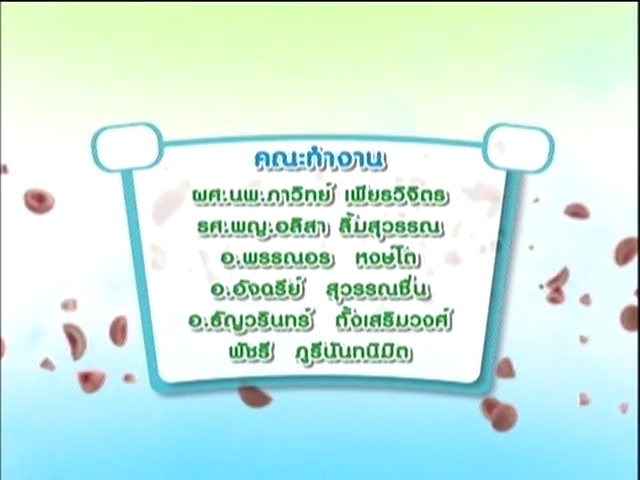 คณะทำงาน
ผศ.นพ.ภาวิทย์ เพียรวิจิตร
รศ.พญ.อลิสา ลิ้มสุวรรณ
อ.พรรณอร หงษ์โต
อ.อังฉรีย์ สุวรรณชื่น
อ.ธัญวรินทร์ ตั้งเสริมวงศ์
พัชรี ภูธีนันทนิมิต